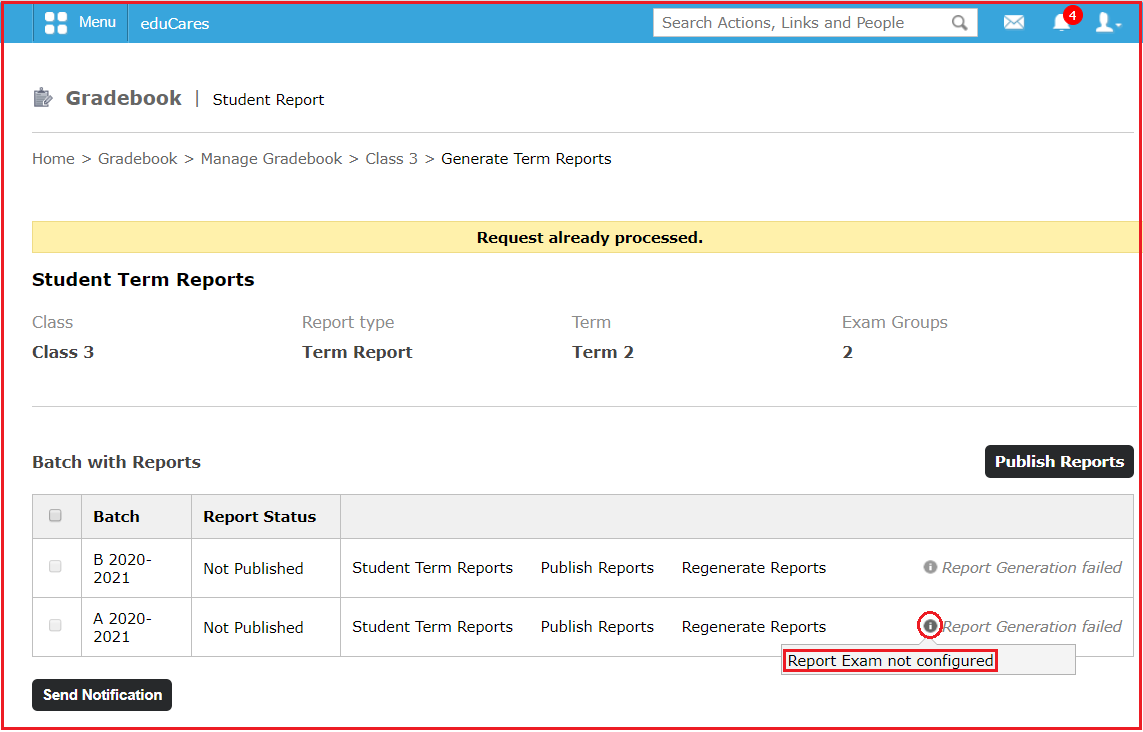 Menu eduCares Search Actions, Links and People 4
Gradebook | Student Report
Home > Gradebook > Manage Gradebook > Class 3 > Generate Term Reports
Request already processed.
Student Term Reports
Class Report type Term Exam Groups
Class 3 Term Report Term 2 2
Batch with Reports Publish Reports
Batch Report Status
B 2020-
2021 Not Published Student Term Reports Publish Reports Regenerate Reports Report Generation failed
A 2020-
2021 Not Published Student Term Reports Publish Reports Regenerate Reports Report Generation failed
Report Exam not configured
Send Notification